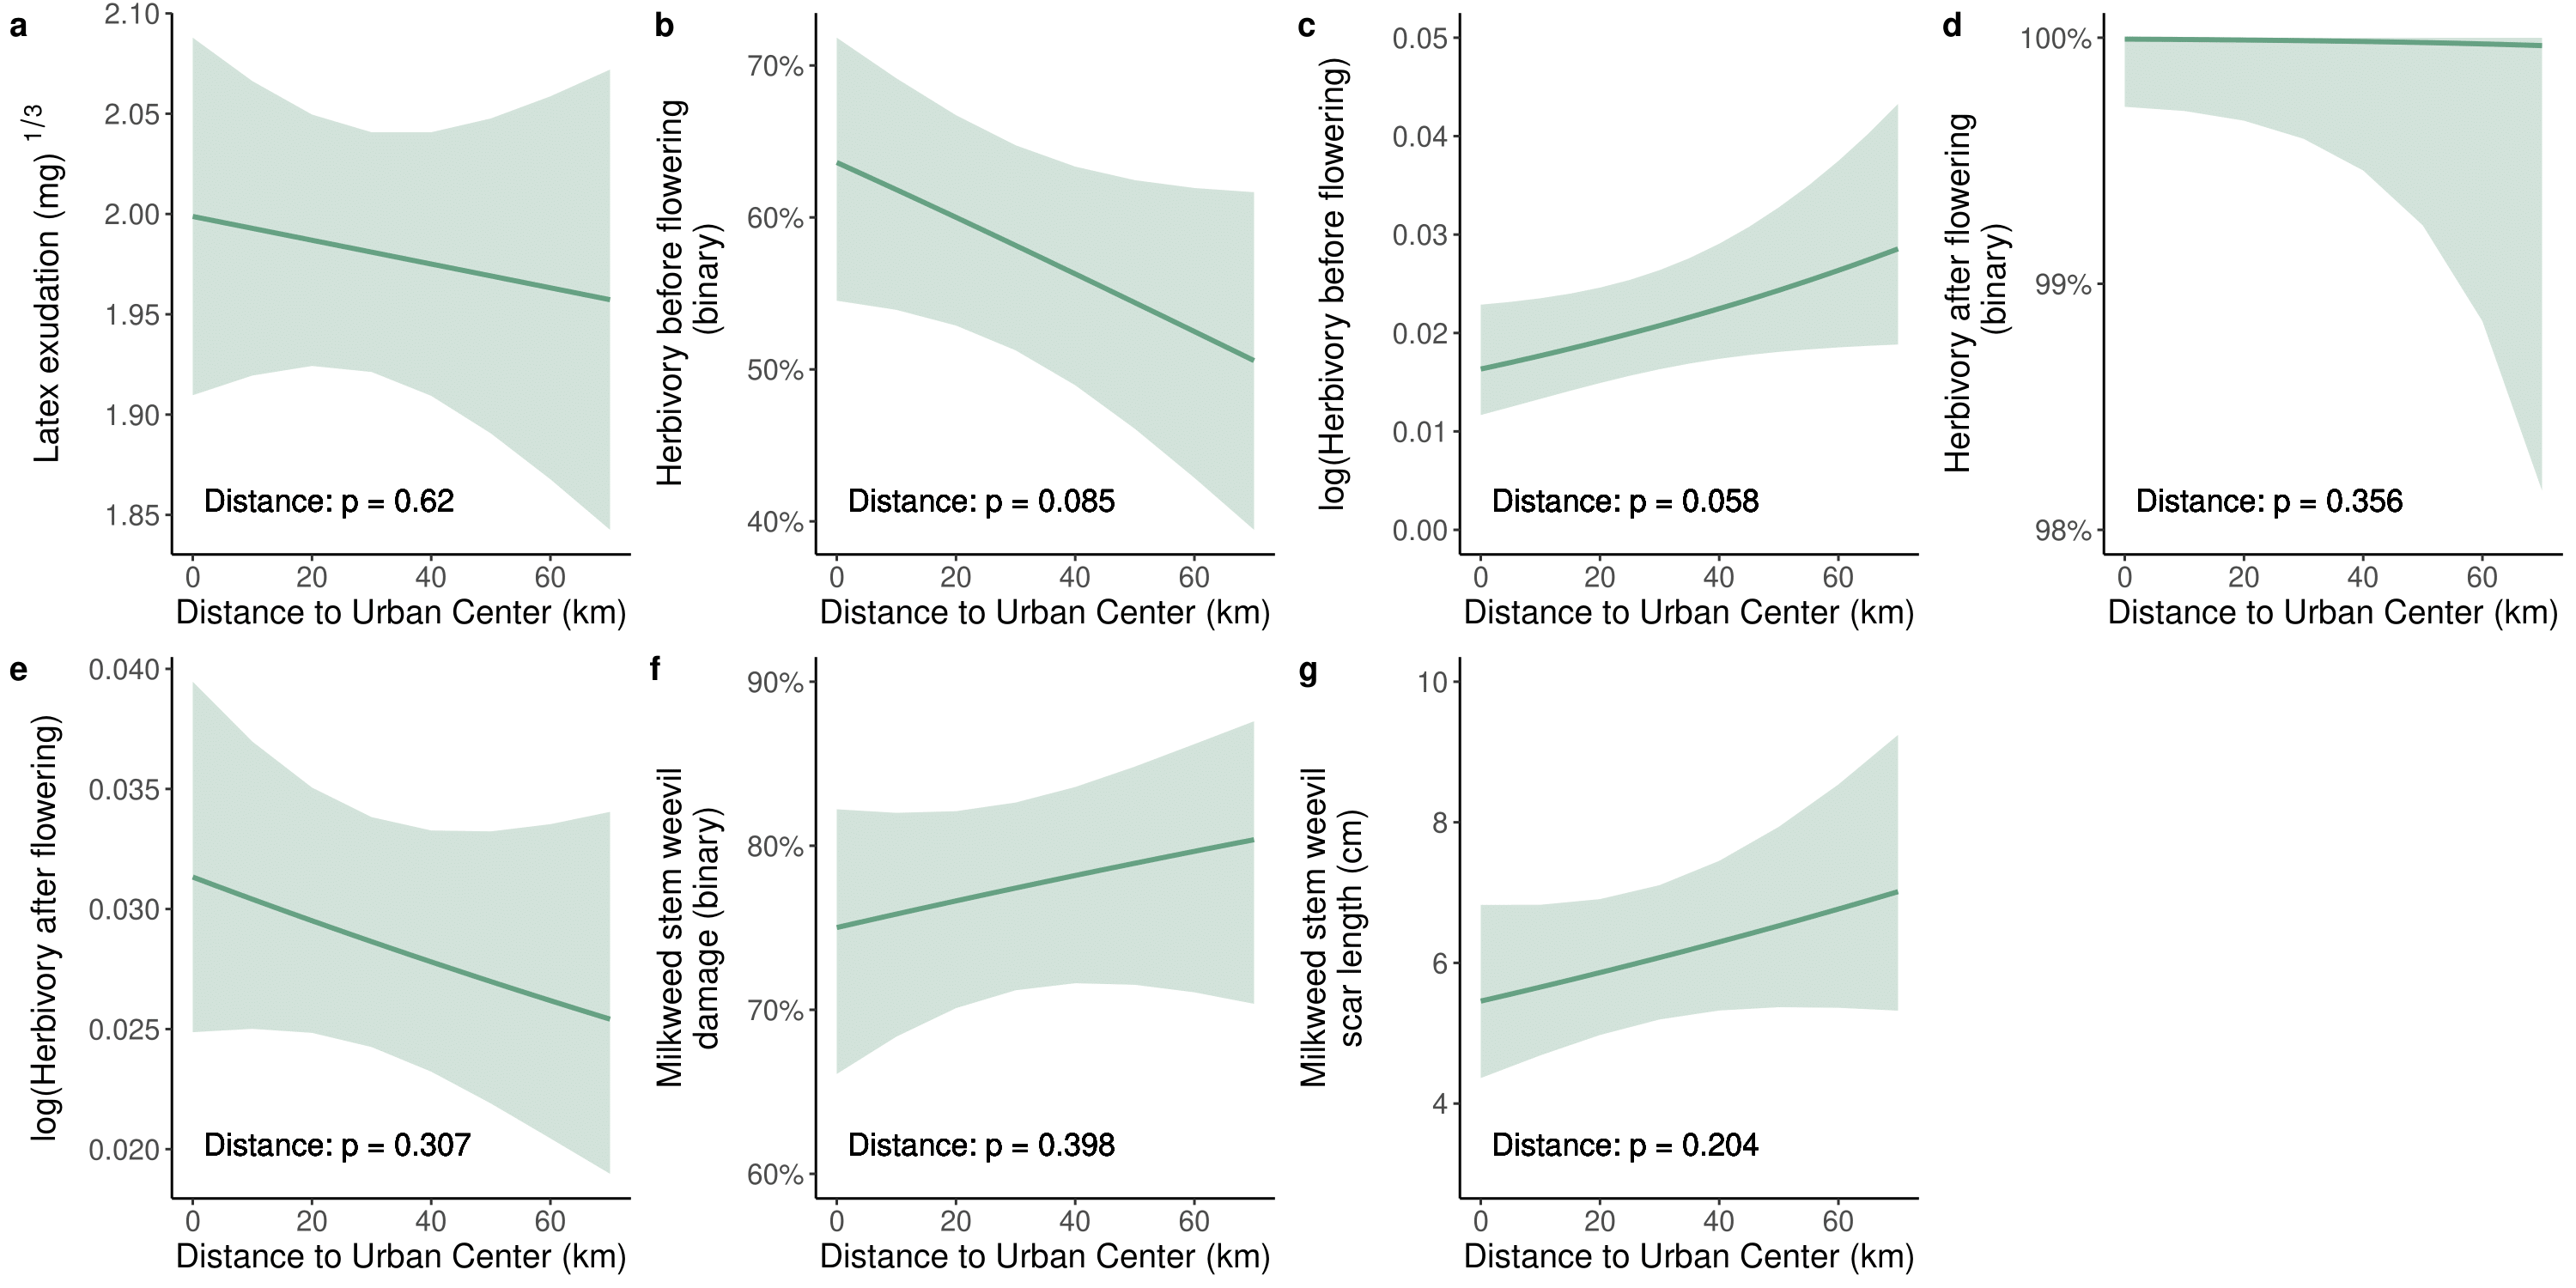 a
Latex exudation (mg) 1/3
2.10
2.05
2.00
1.95
1.90
1.85
Distance: p = 0.62
0 20 40 60
Distance to Urban Center (km)
b
Herbivory before flowering
(binary)
70%
60%
50%
40%
Distance: p = 0.085
0 20 40 60
Distance to Urban Center (km)
c
log(Herbivory before flowering)
0.05
0.04
0.03
0.02
0.01
0.00
Distance: p = 0.058
0 20 40 60
Distance to Urban Center (km)
d
Herbivory after flowering
(binary)
100%
99%
98%
Distance: p = 0.356
0 20 40 60
Distance to Urban Center (km)
e
log(Herbivory after flowering)
0.040
0.035
0.030
0.025
0.020
Distance: p = 0.307
0 20 40 60
Distance to Urban Center (km)
f
Milkweed stem weevil
damage (binary)
90%
80%
70%
60%
Distance: p = 0.398
0 20 40 60
Distance to Urban Center (km)
g
Milkweed stem weevil
scar length (cm)
10
8
6
4
Distance: p = 0.204
0 20 40 60
Distance to Urban Center (km)